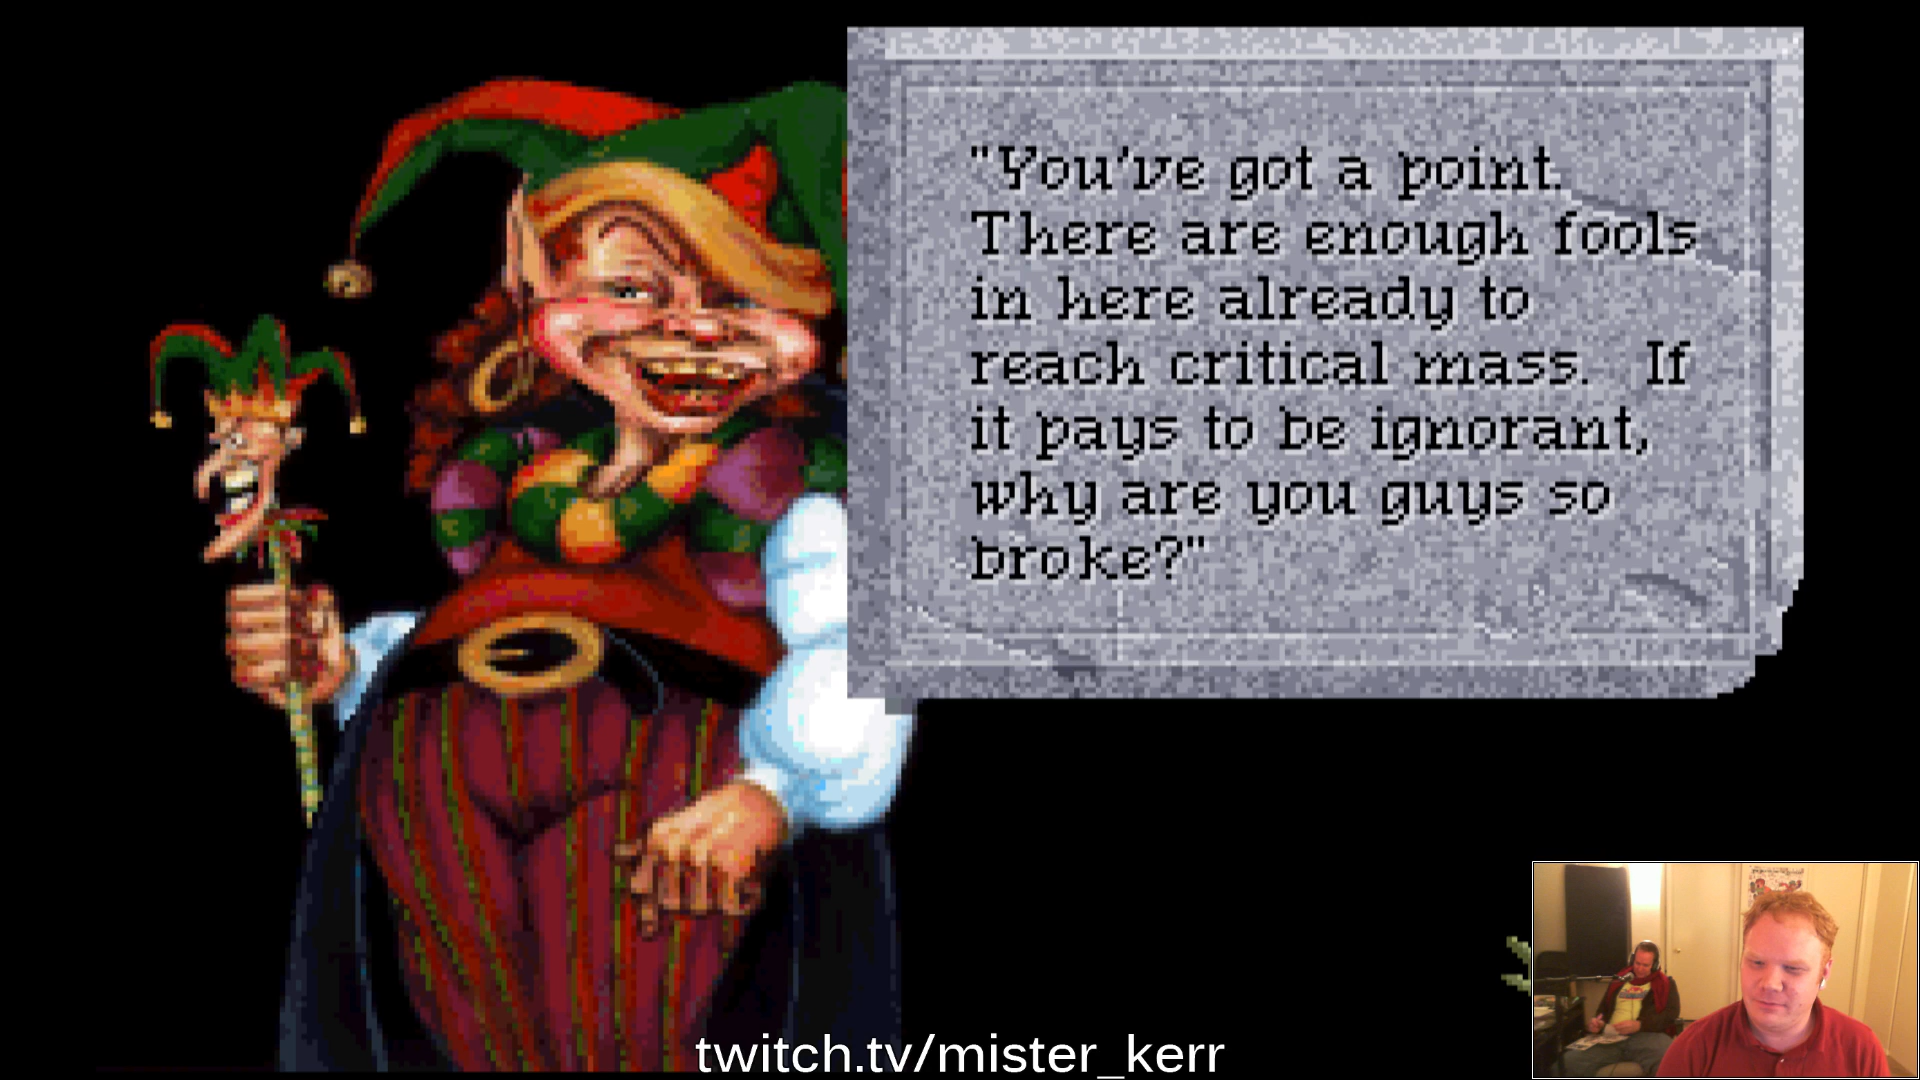 "You've got a point.
There are enough fools
in here already to
reach critical mass.  If
it pays to be ignorant,
why are you guys so
broke?"
twitch.tv/mister_kerr